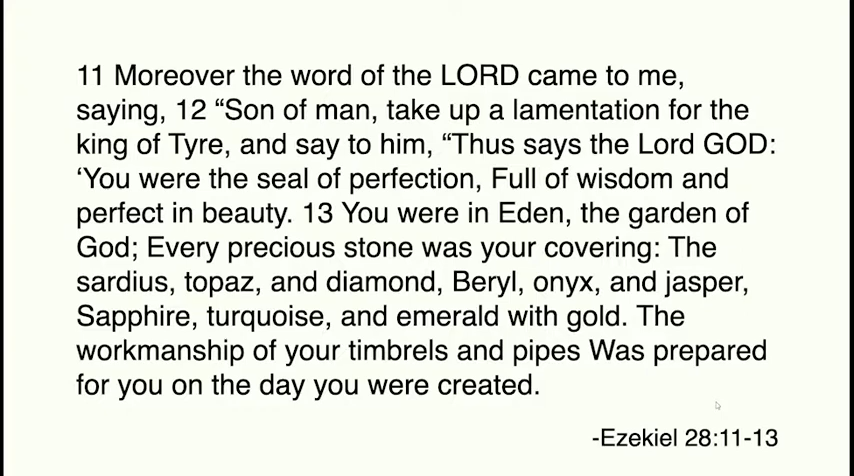 11 Moreover the word of the LORD came to me,
saying, 12 “Son of man, take up a lamentation for the
king of Tyre, and say to him, “Thus says the Lord GOD:
‘You were the seal of perfection, Full of wisdom and
perfect in beauty. 13 You were in Eden, the garden of
God; Every precious stone was your covering: The
sardius, topaz, and diamond, Beryl, onyx, and jasper,
Sapphire, turquoise, and emerald with gold. The
workmanship of your timbrels and pipes Was prepared
for you on the day you were created.
-Ezekiel 28:11-13